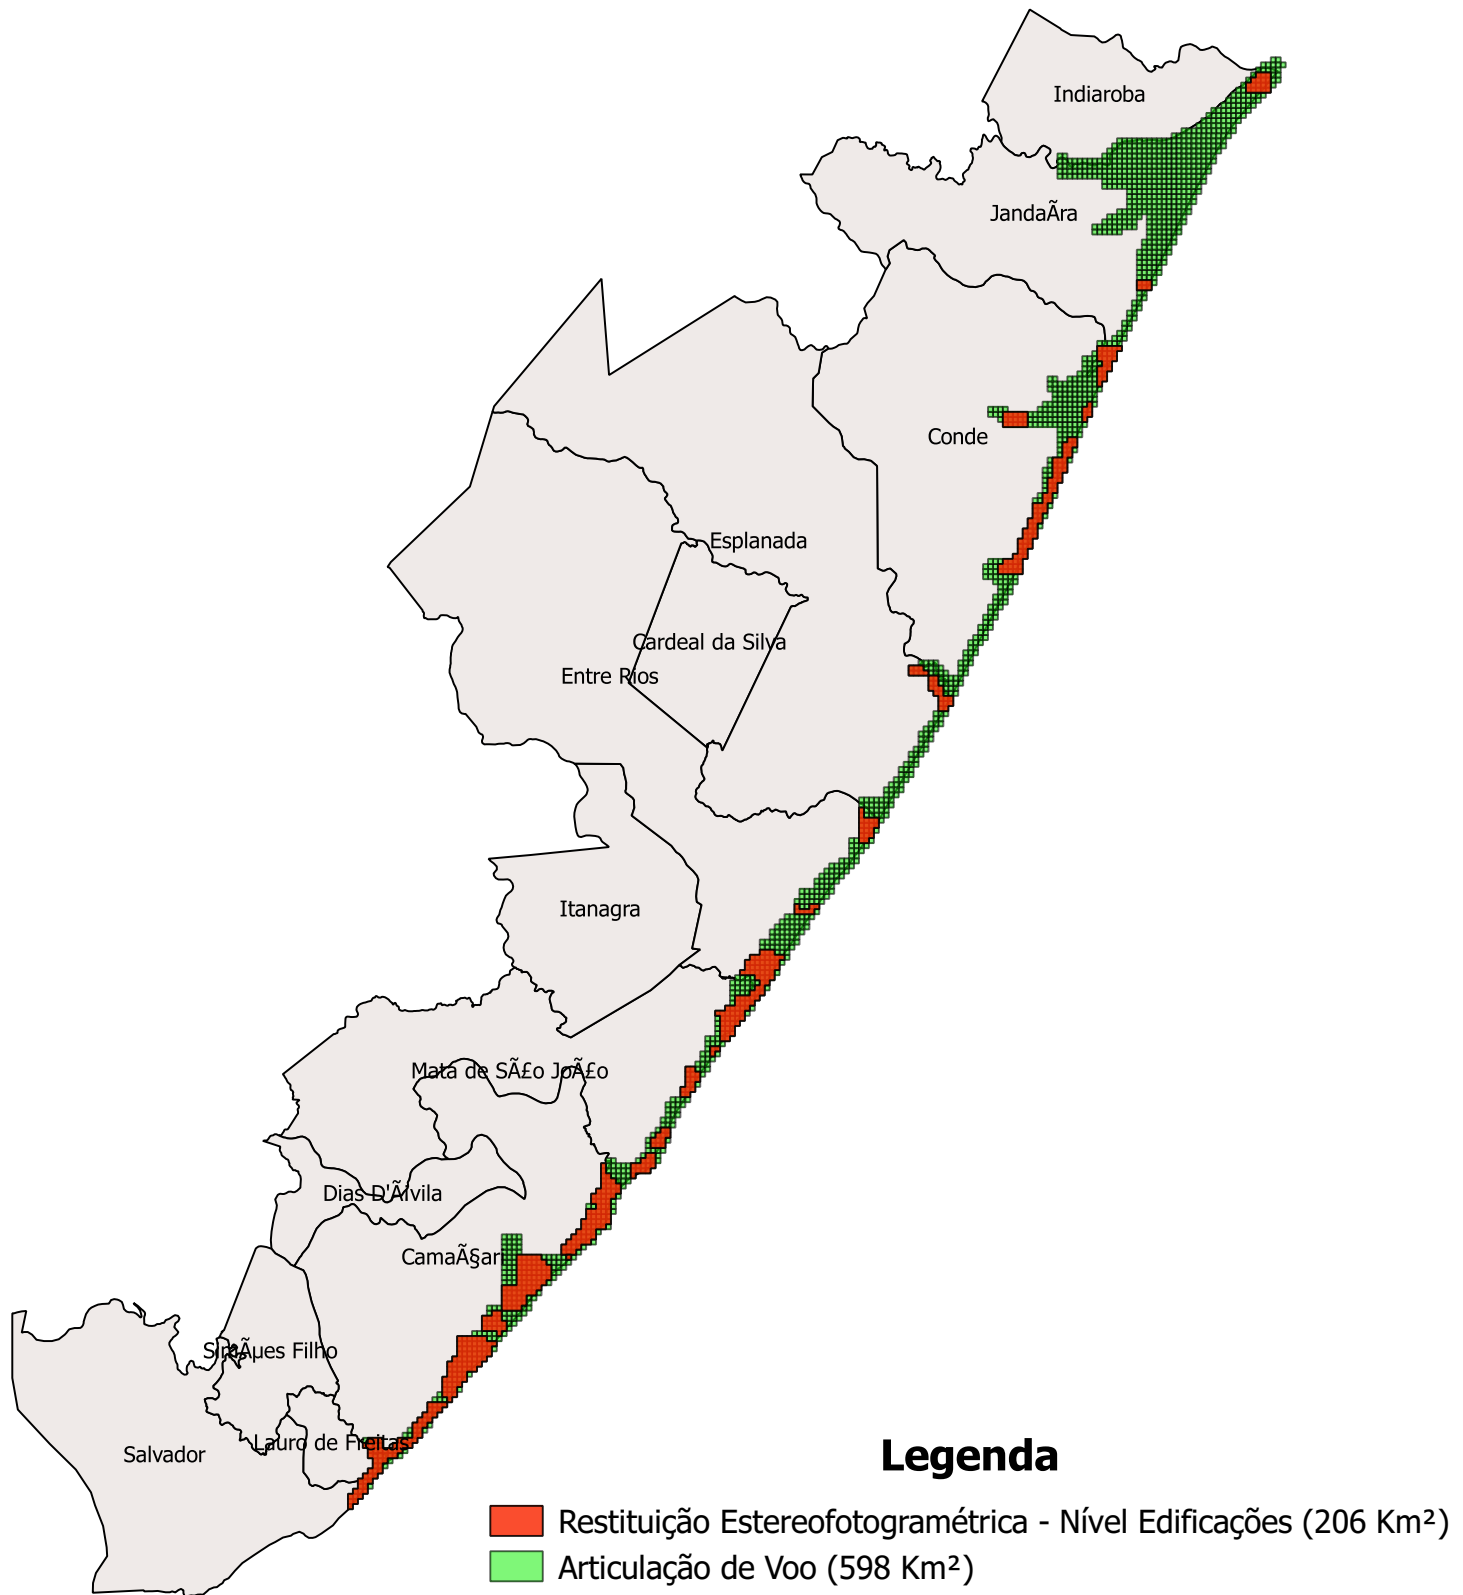 Indiaroba
JandaÃra
Conde
Esplanada
Cardeal da Silva
Entre Rios
Itanagra
Mata de SÃ£o JoÃ£o
Dias D'Ãvila
CamaÃ§ari
SimÃµes Filho
Lauro de Freitas
Salvador
Legenda
Restituição Estereofotogramétrica - Nível Edificações (206 Km²)
Articulação de Voo (598 Km²)